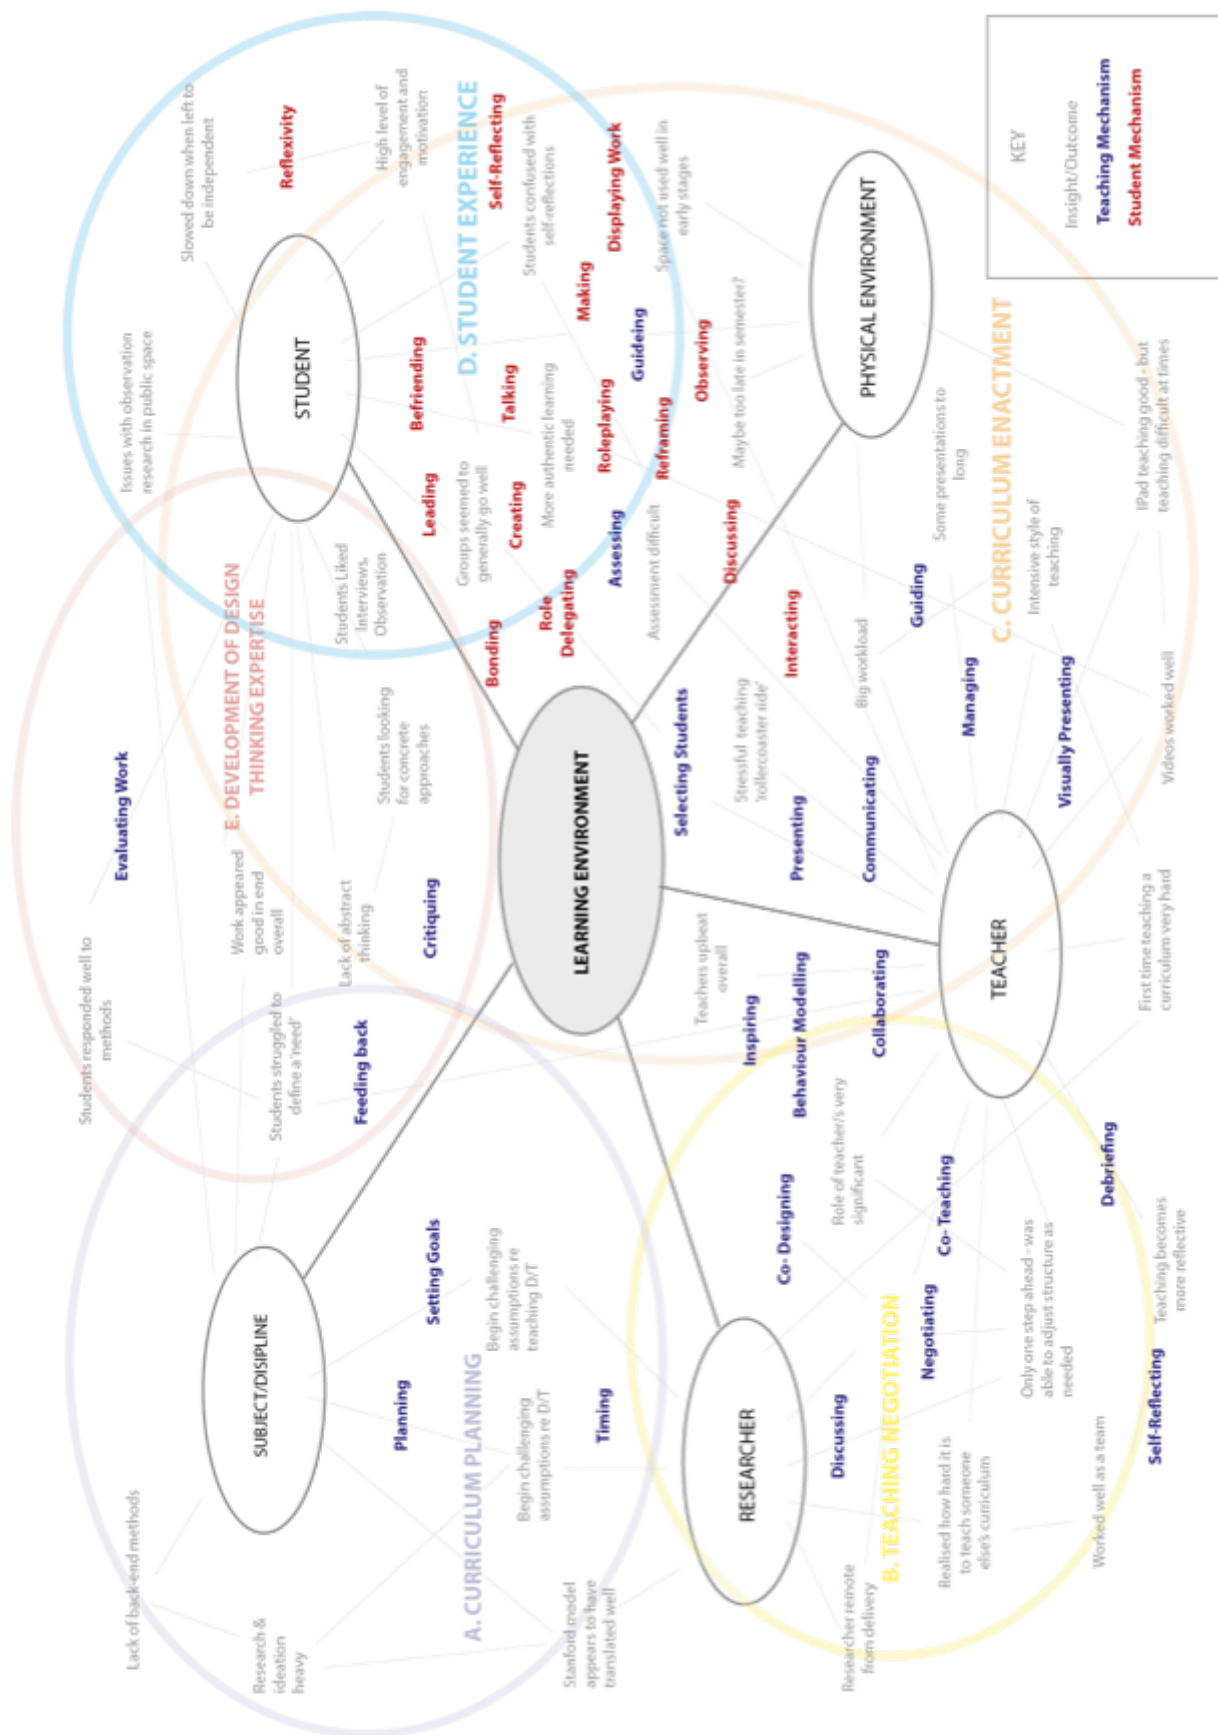 Lack of back-end methods
Research &
ideation
heavy
Students responded well to
methods
Evaluating Work
Issues with observation
research in public space
Slowed down when left to
be independent
Reflexivity
SUBJECT/DISIPLINE
Work appeared
good in end
overall
E. DEVELOPMENT OF DESIGN
THINKING EXPERTISE
STUDENT
High level of
engagement and
motivation
Students struggled to
define a 'need'
Lack of abstract
thinking
Students Liked
Interviews,
Observation
Feeding back
Planning
Setting Goals
Critiquing
Students looking
for concrete
approaches
Leading
Befriending
A. CURRICULUM PLANNING
D. STUDENT EXPERIENCE
Begin challenging
assumptions re
teaching D/T
Begin challenging
assumptions re D/T
Groups seemed to
generally go well
Bonding
Creating
Talking
Self-Reflecting
Students confused with
self-reflections
More authentic learning
needed
Role
Delegating
Making
Stanford model
appears to have
translated well
Timing
LEARNING ENVIRONMENT
Assessing
Roleplaying
Guideing
Displaying Work
Assessment difficult
Reframing
Observing
Space not used well in
early stages
Selecting Students
Teachers upbeat
overall
Discussing
Maybe too late in semester?
RESEARCHER
Inspiring
Stressful teaching
'rollercoaster ride'
Interacting
Co- Designing
Behaviour Modelling
Presenting
Role of teacher/s very
significant
Discussing
Researcher remote
from delivery
Collaborating
Communicating
Big workload
PHYSICAL ENVIRONMENT
B. TEACHING NEGOTIATION
Negotiating
Co- Teaching
Guiding
Some presentations to
long
Realised how hard it is
to teach someone
else's curriculum
Managing
TEACHER
C. CURRICULUM ENACTMENT
Only one step ahead - was
able to adjust structure as
needed
Intensive style of
teaching
Visually Presenting
Worked well as a team
Debriefing
Self-Reflecting
Teaching becomes
more reflective
First time teaching a
curriculum very hard
Videos worked well
IPad teaching good - but
teaching difficult at times
KEY
Insight/Outcome
Teaching Mechanism
Student Mechanism